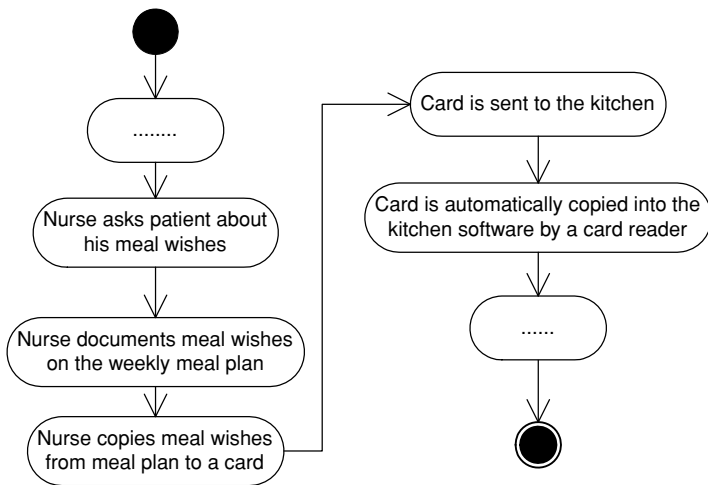 ........
Nurse asks patient about
his meal wishes
Nurse documents meal wishes
on the weekly meal plan
Nurse copies meal wishes
from meal plan to a card
Card is sent to the kitchen
Card is automatically copied into the
kitchen software by a card reader
......